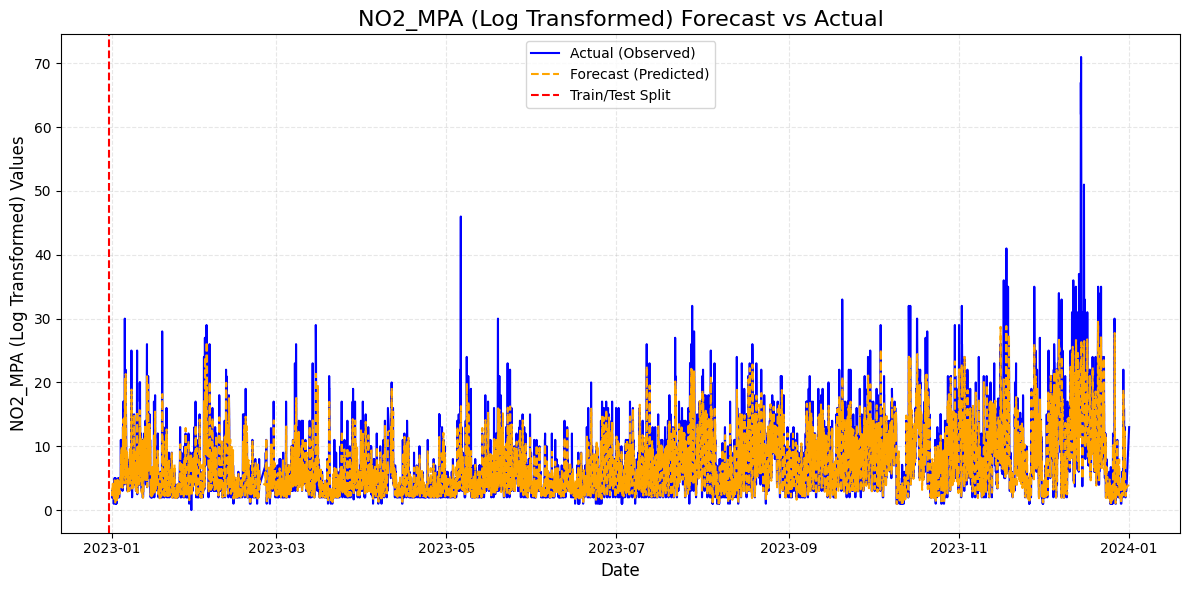 NO2_MPA (Log Transformed) Forecast vs Actual
Actual (Observed)
Forecast (Predicted)
Train/Test Split
NO2_MPA (Log Transformed) Values
70
60
50
40
30
20
10
0
2023-01
2023-03
2023-05
2023-07
2023-09
2023-11
2024-01
Date